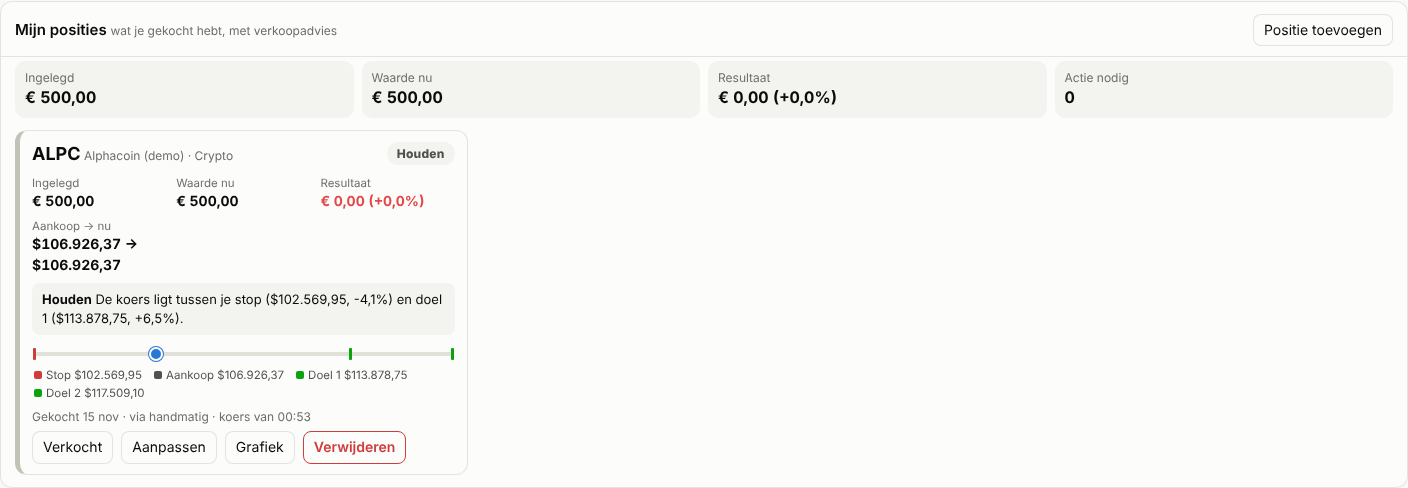 Mijn posities wat je gekocht hebt, met verkoopadvies
Positie toevoegen
Ingelegd
€ 500,00
Waarde nu
€ 500,00
Resultaat
€ 0,00 (+0,0%)
Actie nodig
0
ALPC Alphacoin (demo) · Crypto
Houden
Ingelegd
€ 500,00
Waarde nu
€ 500,00
Resultaat
€ 0,00 (+0,0%)
Aankoop → nu
$106.926,37 →
$106.926,37
Houden De koers ligt tussen je stop ($102.569,95, -4,1%) en doel
1 ($113.878,75, +6,5%).
Stop $102.569,95 Aankoop $106.926,37 Doel 1 $113.878,75
Doel 2 $117.509,10
Gekocht 15 nov · via handmatig · koers van 00:53
Verkocht Aanpassen Grafiek Verwijderen